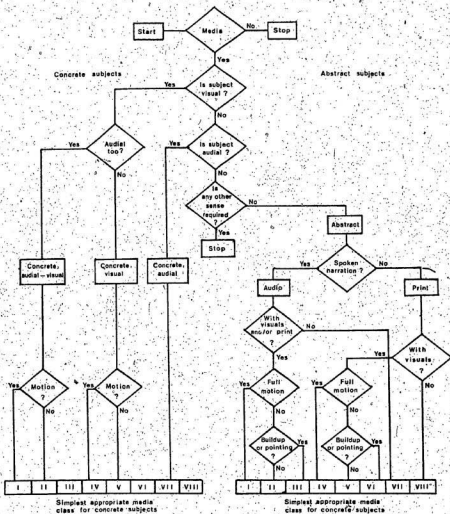 Start
Media
?
No
Stop
Yes
Concrete subjects
Abstract subjects
Yes
Is subject
visual ?
No
Yes
Audial
too?
No
Yes
Is subject
audial ?
No
Is
any other
sense
required
?
No
Yes
Stop
Abstract
Concrete,
audial-visual
Concrete,
visual
Concrete,
audial
Yes
Spoken
narration ?
No
Audio
Print
With
visuals
and/or print
?
No
Yes
Yes
With
visuals ?
No
Yes
Motion
?
No
Yes
Motion
?
No
Yes
Full
motion
No
Yes
Full
motion
No
Buildup
or pointing
?
Yes
No
Buildup
or pointing
?
Yes
No
I II III IV V VI VII VIII
I II III IV V VI VII VIII
Simplest appropriate media
class for concrete subjects
Simplest appropriate media
class for concrete subjects